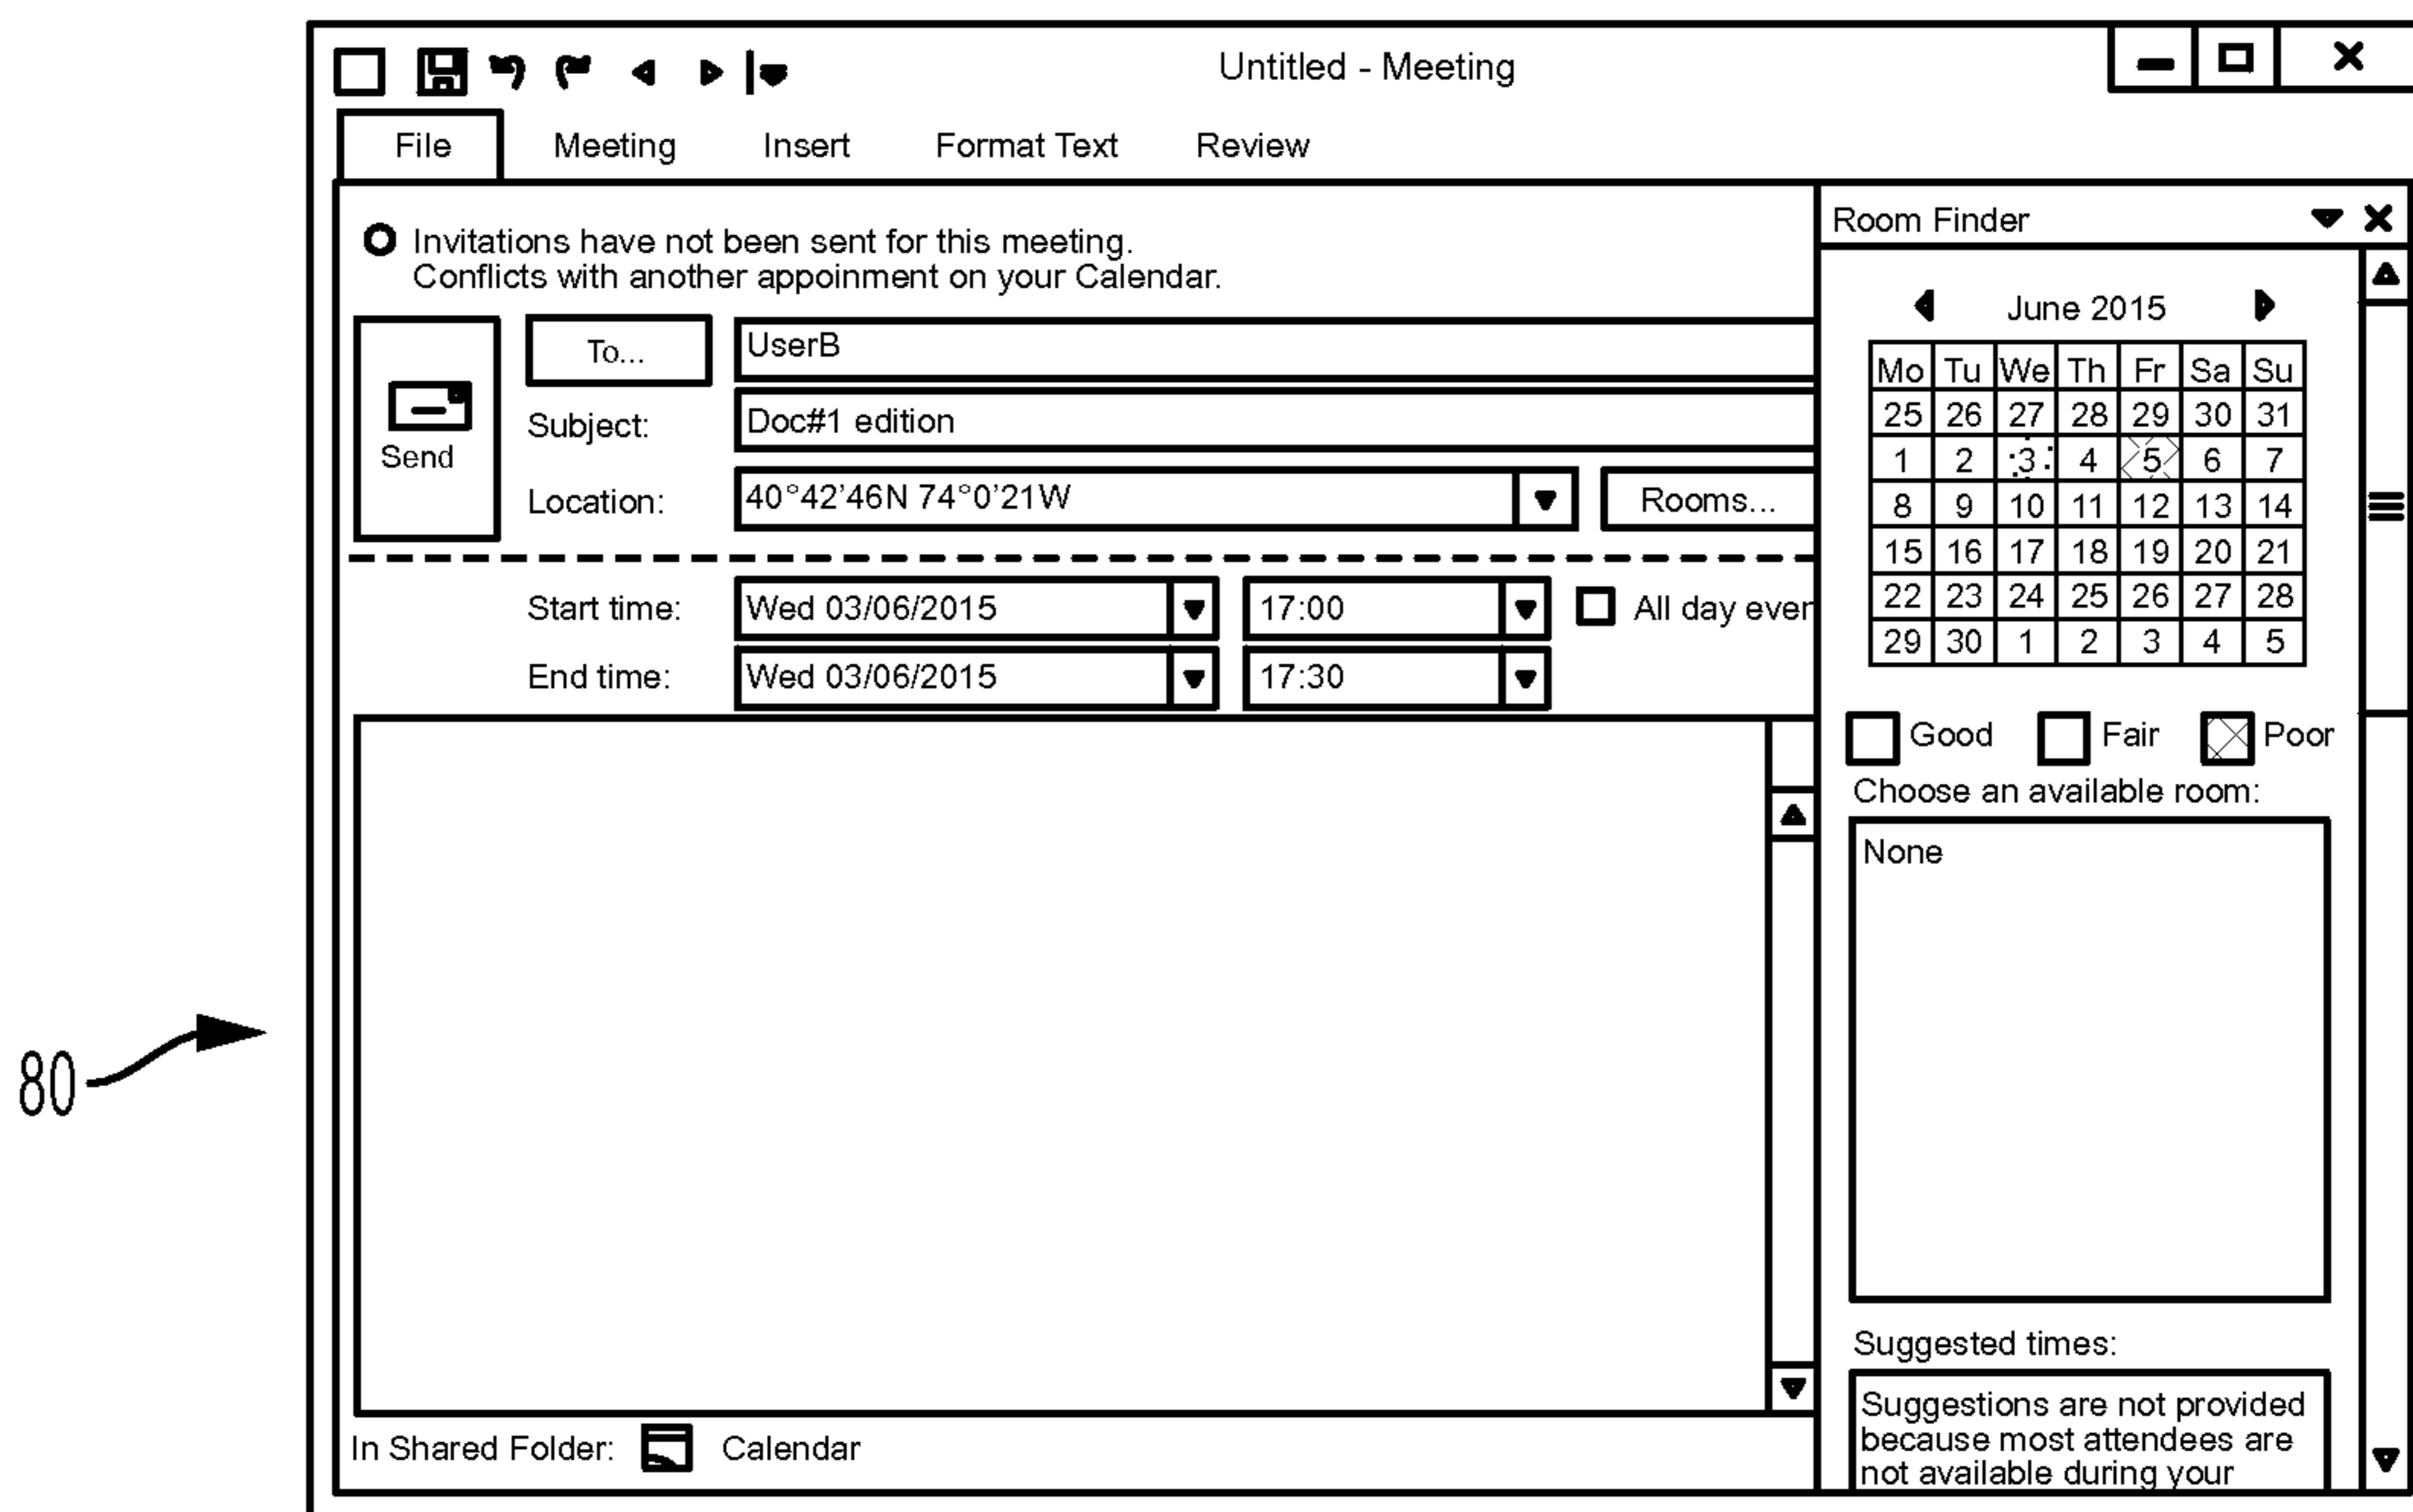 Untitled - Meeting
File Meeting Insert Format Text Review
Invitations have not been sent for this meeting.
Conflicts with another appoinment on your Calendar.
Send
To... UserB
Subject: Doc#1 edition
Location: 40°42’46N 74°0’21W Rooms...
Start time: Wed 03/06/2015 17:00 All day ever
End time: Wed 03/06/2015 17:30
In Shared Folder: Calendar
Room Finder
June 2015
Mo Tu We Th Fr Sa Su
25 26 27 28 29 30 31
1 2 3 4 5 6 7
8 9 10 11 12 13 14
15 16 17 18 19 20 21
22 23 24 25 26 27 28
29 30 1 2 3 4 5
Good Fair Poor
Choose an available room:
None
Suggested times:
Suggestions are not provided
because most attendees are
not available during your
80